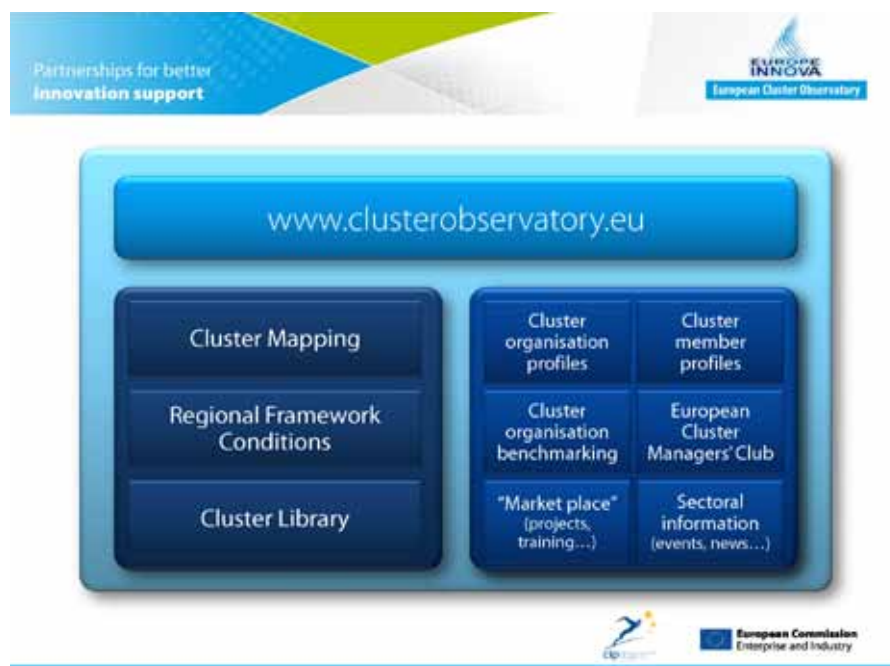 Partnerships for better
innovation support
EUROPE
INNOVA
European Cluster Observatory
www.clusterobservatory.eu
Cluster Mapping
Regional Framework
Conditions
Cluster Library
Cluster
organisation
profiles
Cluster
member
profiles
Cluster
organisation
benchmarking
European
Cluster
Managers' Club
"Market place"
(projects,
training...)
Sectoral
information
(events, news...)
cip
European Commission
Enterprise and Industry